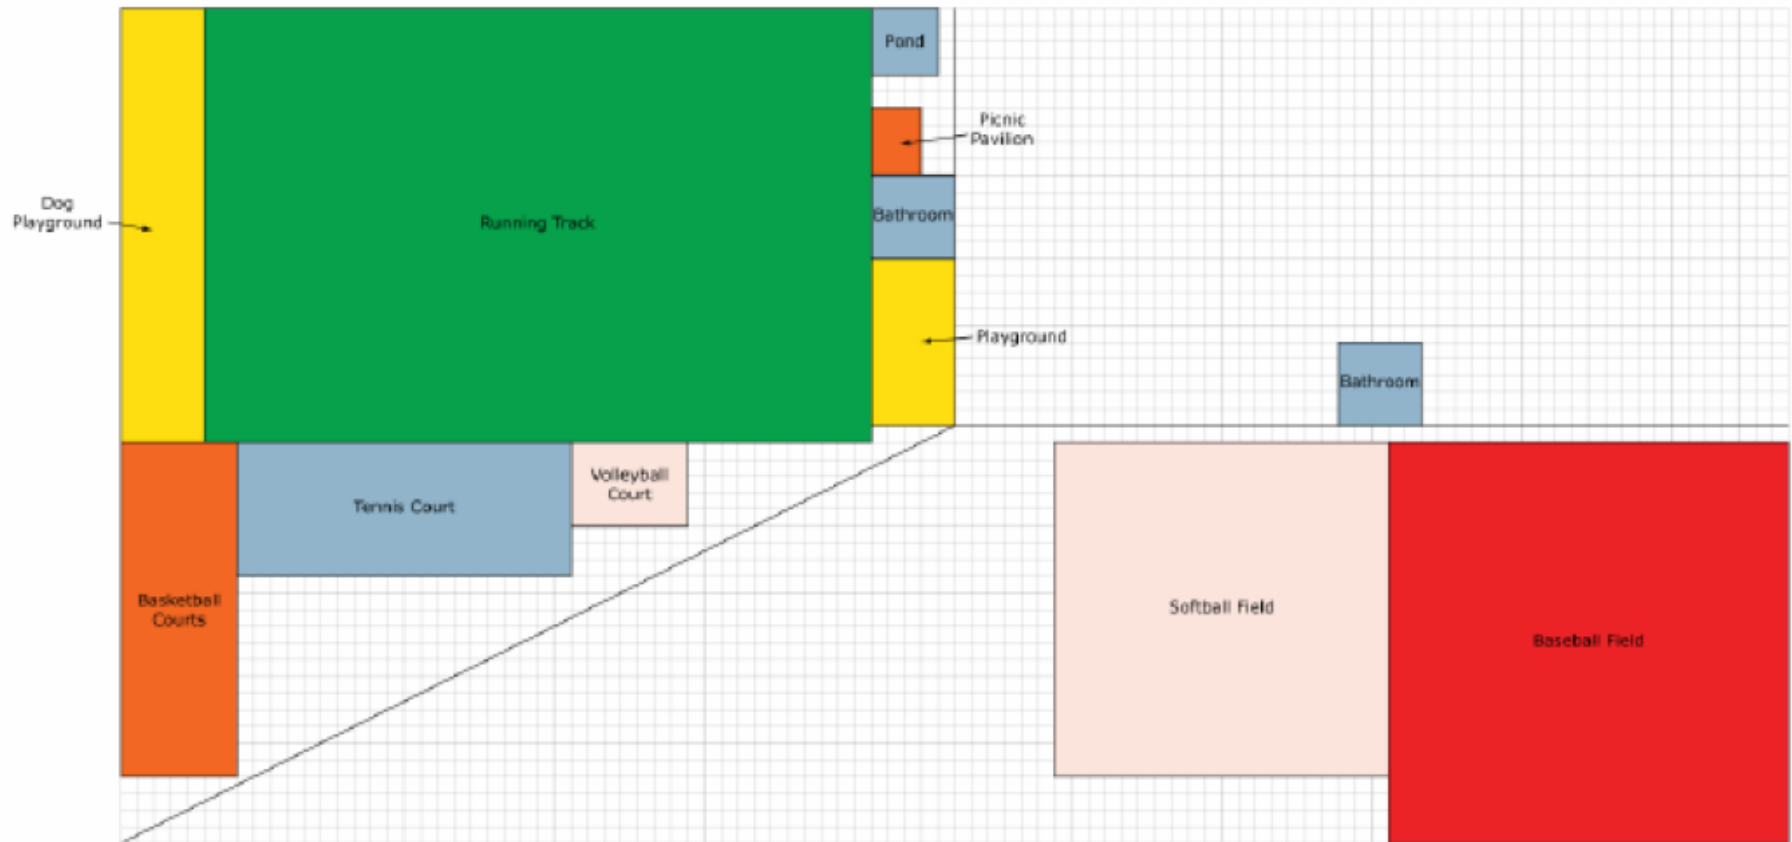 Pond
Picnic
Pavilion
Dog
Playground
Running Track
Bathroom
Playground
Bathroom
Volleyball
Court
Tennis Court
Basketball
Courts
Softball Field
Baseball Field